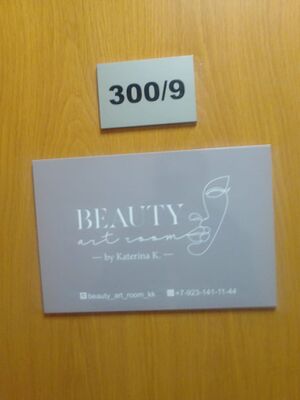 300/9
BEAUTY
art room
— by Katerina K. —
beauty_art_room_kk +7-923-141-11-44